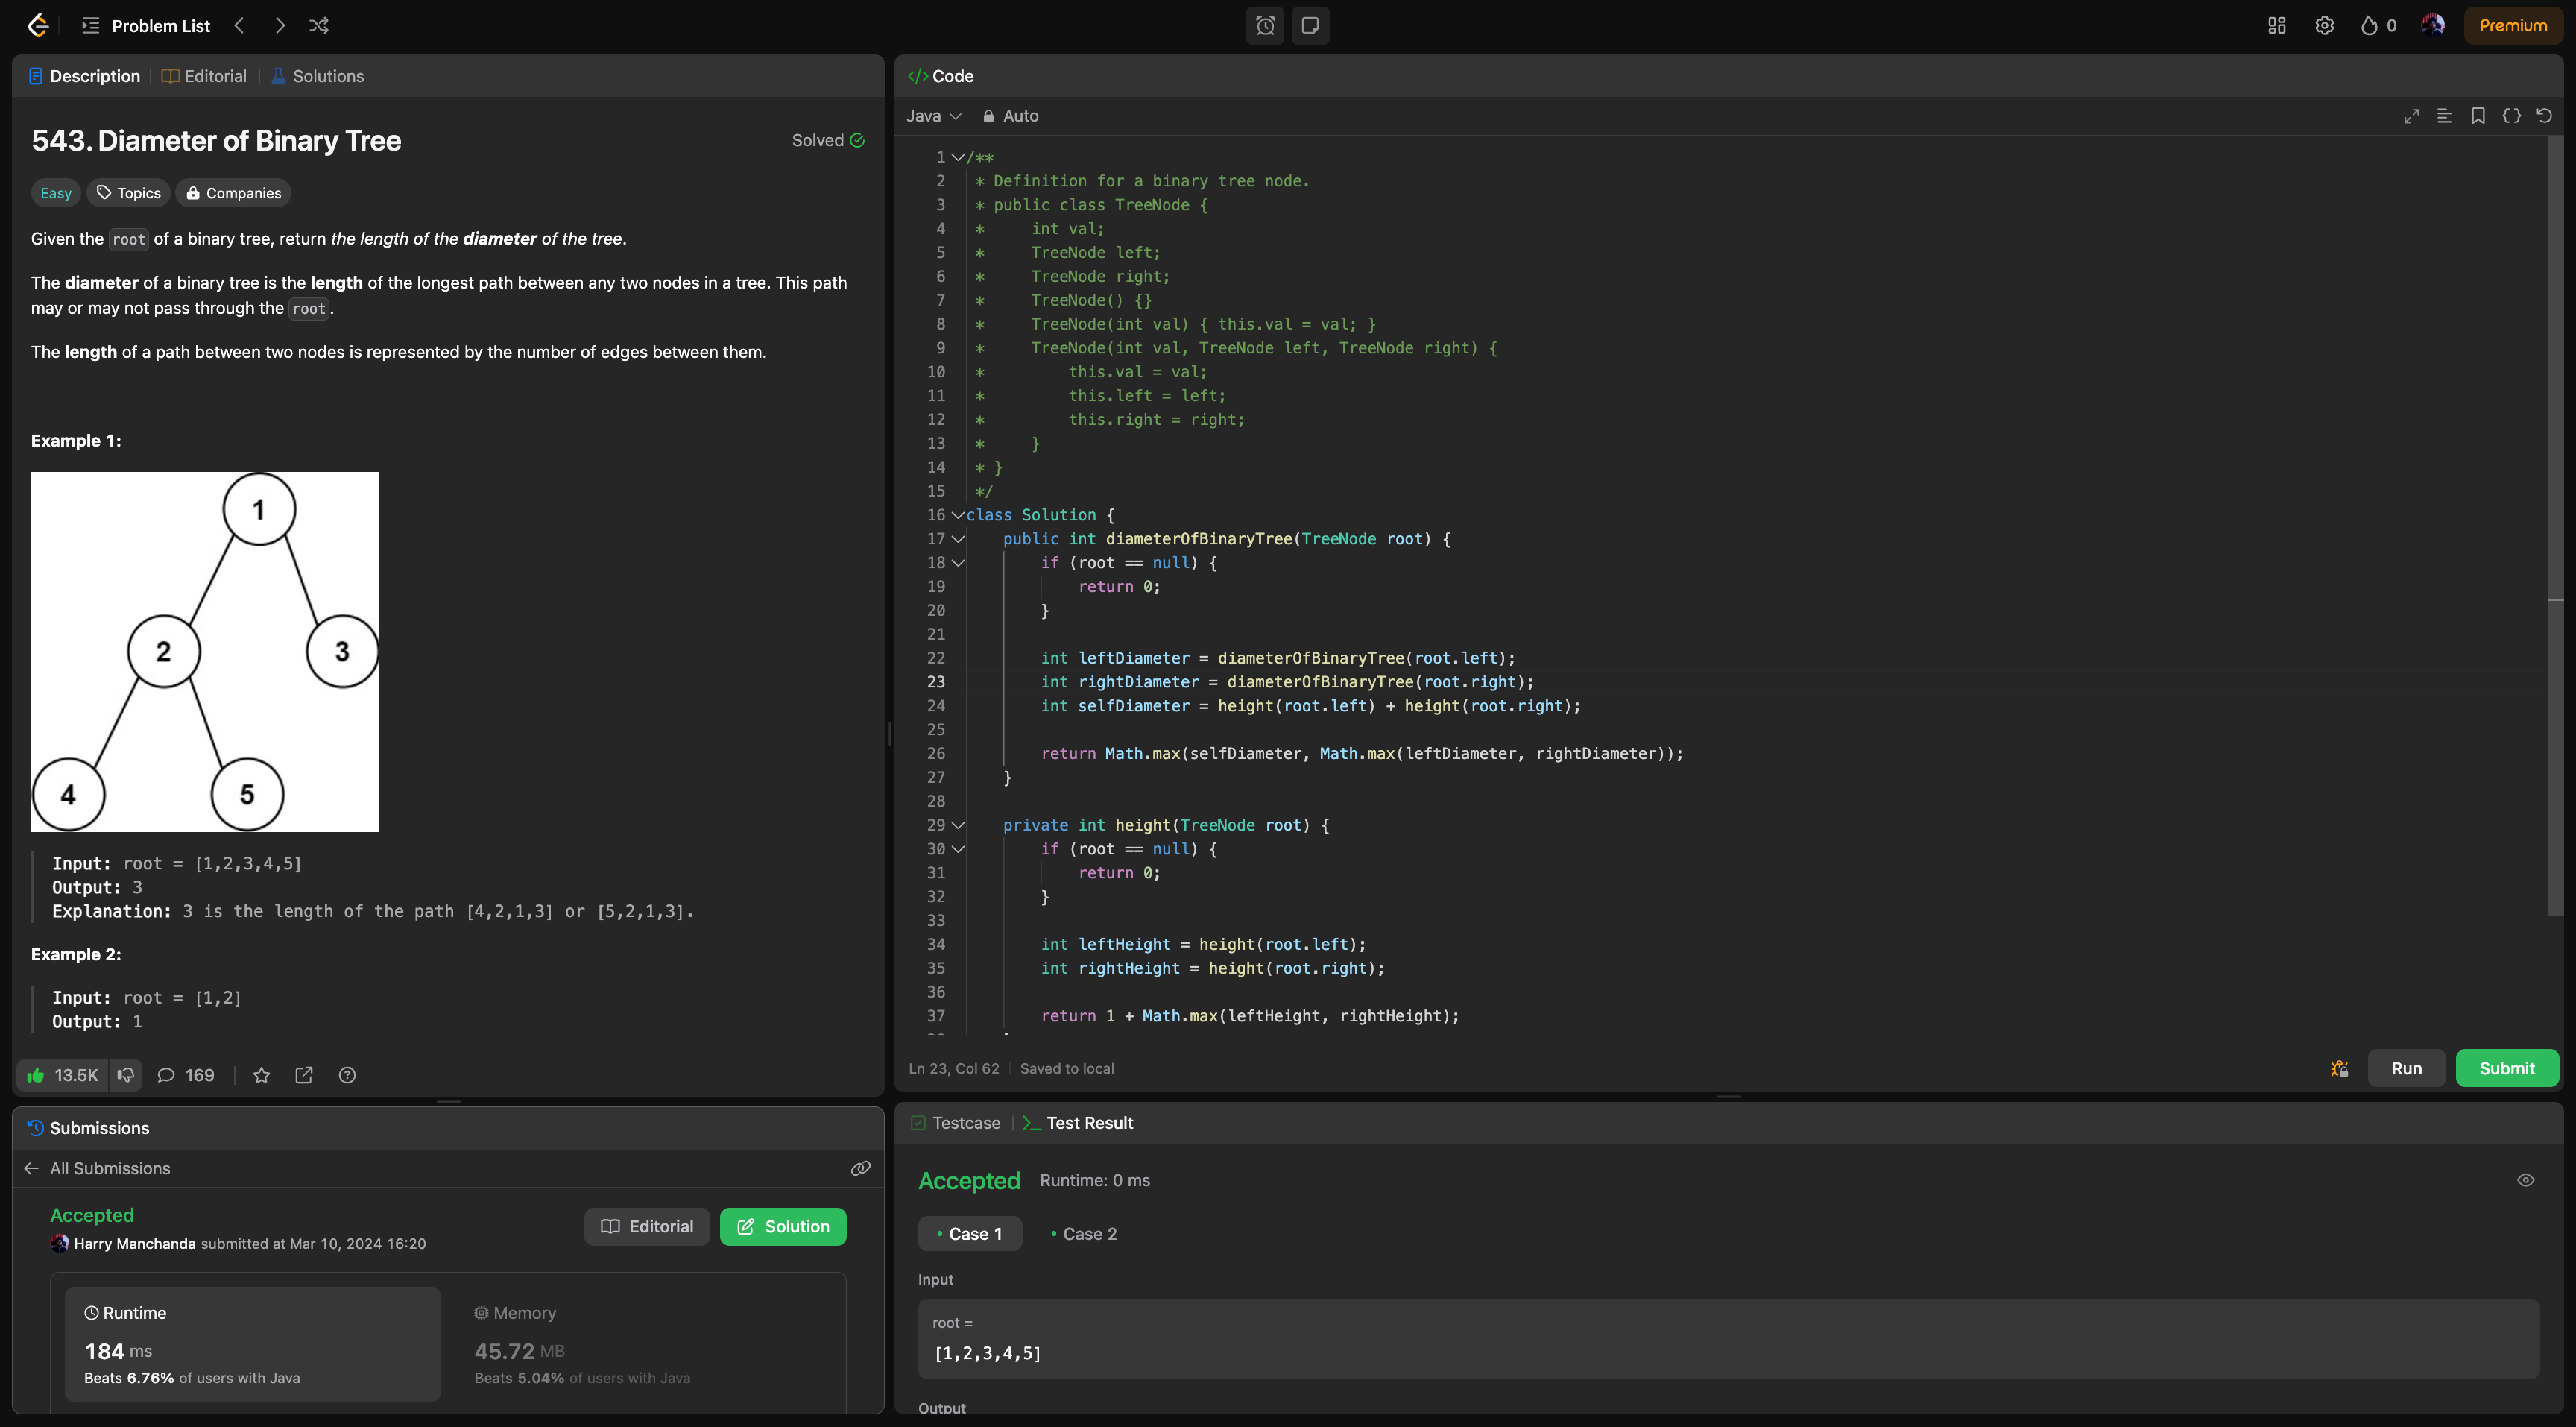 Problem List
0
Premium
Description
Editorial
Solutions
543. Diameter of Binary Tree
Solved
Easy
Topics
Companies
Given the root of a binary tree, return the length of the diameter of the tree.
The diameter of a binary tree is the length of the longest path between any two nodes in a tree. This path
may or may not pass through the root.
The length of a path between two nodes is represented by the number of edges between them.
Example 1:
1
2
3
4
5
Input: root = [1,2,3,4,5]
Output: 3
Explanation: 3 is the length of the path [4,2,1,3] or [5,2,1,3].
Example 2:
Input: root = [1,2]
Output: 1
13.5K
169
Submissions
All Submissions
Accepted
Harry Manchanda submitted at Mar 10, 2024 16:20
Editorial
Solution
Runtime
184 ms
Beats 6.76% of users with Java
Memory
45.72 MB
Beats 5.04% of users with Java
</> Code
Java
Auto
1 /**
2 * Definition for a binary tree node.
3 * public class TreeNode {
4 *     int val;
5 *     TreeNode left;
6 *     TreeNode right;
7 *     TreeNode() {}
8 *     TreeNode(int val) { this.val = val; }
9 *     TreeNode(int val, TreeNode left, TreeNode right) {
10 *         this.val = val;
11 *         this.left = left;
12 *         this.right = right;
13 *     }
14 * }
15 */
16 class Solution {
17     public int diameterOfBinaryTree(TreeNode root) {
18         if (root == null) {
19             return 0;
20         }
21
22         int leftDiameter = diameterOfBinaryTree(root.left);
23         int rightDiameter = diameterOfBinaryTree(root.right);
24         int selfDiameter = height(root.left) + height(root.right);
25
26         return Math.max(selfDiameter, Math.max(leftDiameter, rightDiameter));
27     }
28
29     private int height(TreeNode root) {
30         if (root == null) {
31             return 0;
32         }
33
34         int leftHeight = height(root.left);
35         int rightHeight = height(root.right);
36
37         return 1 + Math.max(leftHeight, rightHeight);
Ln 23, Col 62
Saved to local
Run
Submit
Testcase
Test Result
Accepted
Runtime: 0 ms
Case 1
Case 2
Input
root =
[1,2,3,4,5]
Output